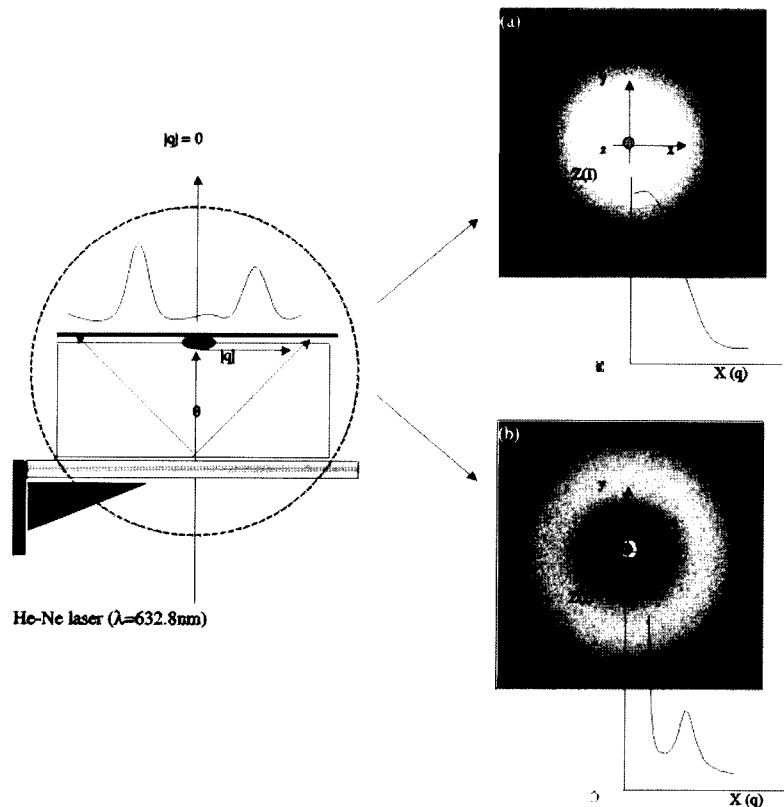 (a)
|q| = 0
y
z
x
Z(I)
|q|
θ
X (q)
(b)
y
He-Ne laser (λ=632.8nm)
X (q)